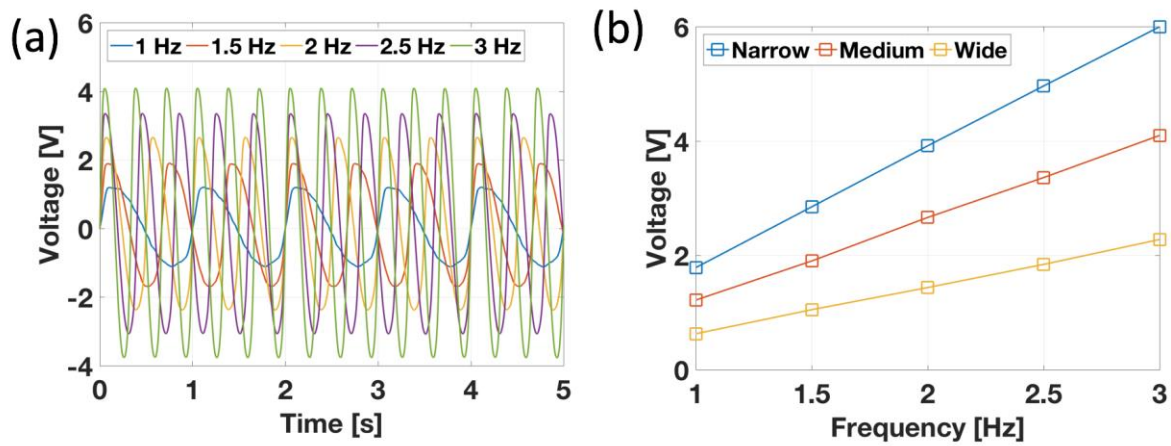 (a)
6
4
2
0
-2
-4
Voltage [V]
1 Hz 1.5 Hz 2 Hz 2.5 Hz 3 Hz
0 1 2 3 4 5
Time [s]
(b)
6
4
2
0
Voltage [V]
Narrow Medium Wide
1 1.5 2 2.5 3
Frequency [Hz]